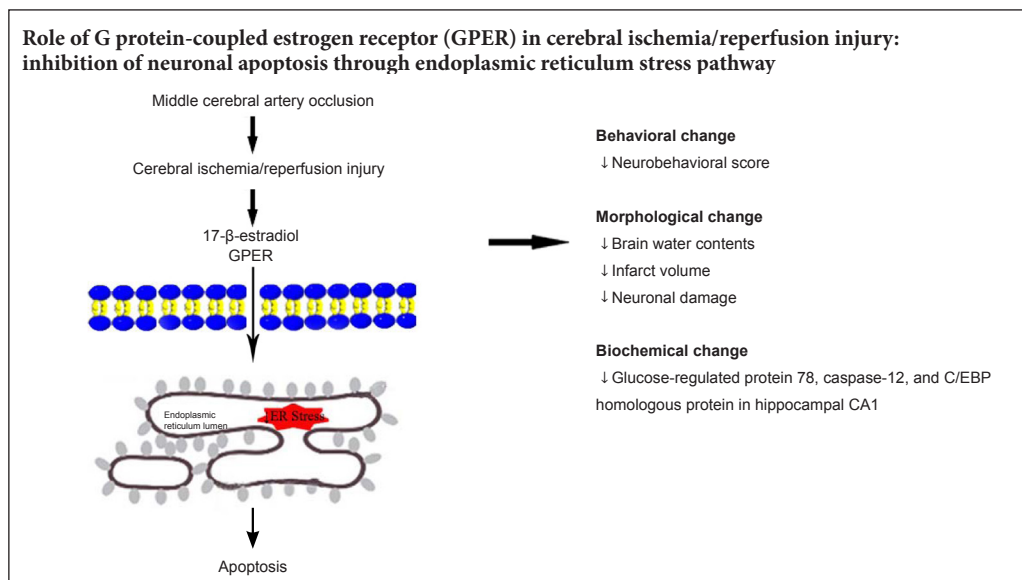 Role of G protein-coupled estrogen receptor (GPER) in cerebral ischemia/reperfusion injury:
inhibition of neuronal apoptosis through endoplasmic reticulum stress pathway
Middle cerebral artery occlusion
Cerebral ischemia/reperfusion injury
17-β-estradiol
GPER
Endoplasmic
reticulum lumen
ER Stress
Apoptosis
Behavioral change
↓Neurobehavioral score
Morphological change
↓Brain water contents
↓Infarct volume
↓Neuronal damage
Biochemical change
↓Glucose-regulated protein 78, caspase-12, and C/EBP
homologous protein in hippocampal CA1